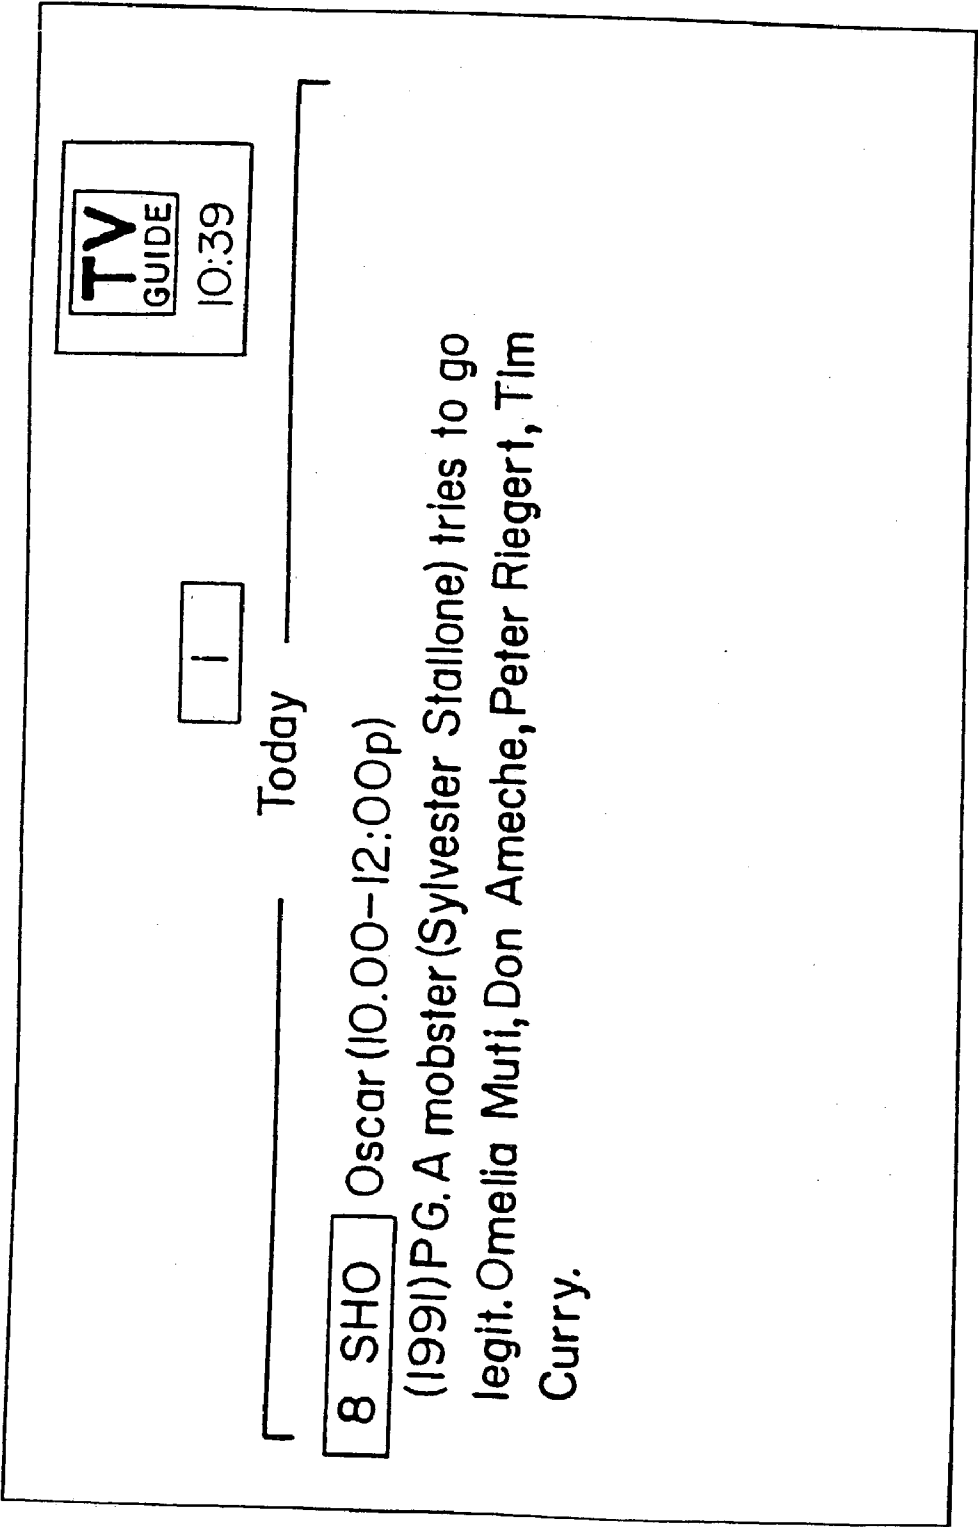 TV
GUIDE
10:39
1
Today
8 SHO Oscar (10.00-12:00p)
(1991) PG. A mobster (Sylvester Stallone) tries to go
legit. Omelia Muti, Don Ameche, Peter Riegert, Tim
Curry.